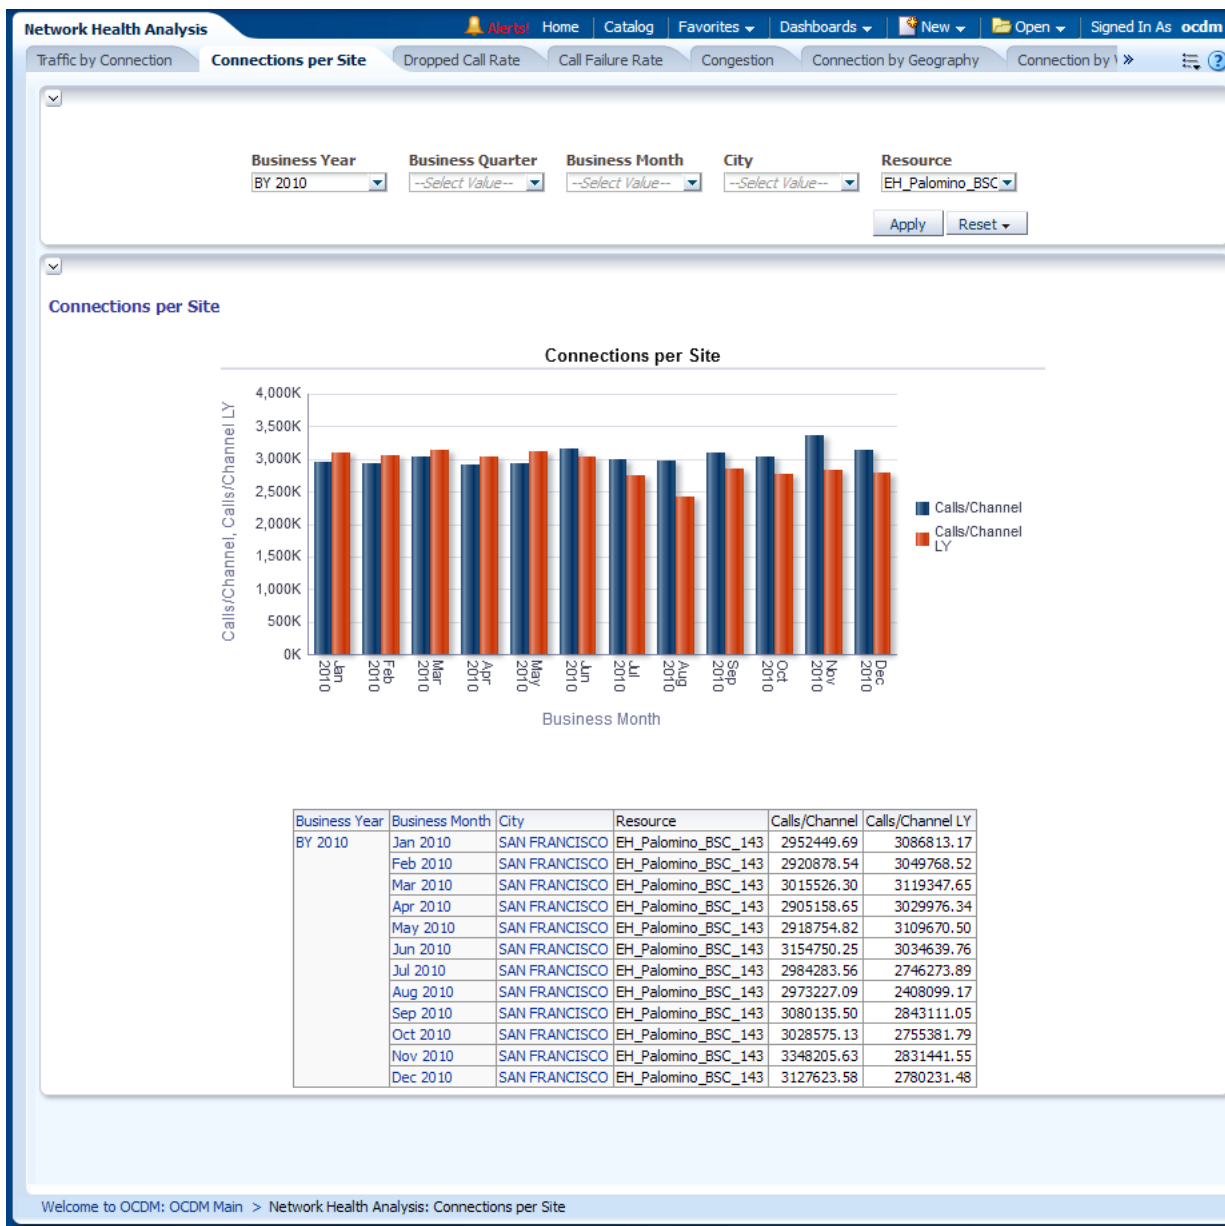 Network Health Analysis
Alerts! Home Catalog Favorites Dashboards New Open Signed In As ocdm
Traffic by Connection Connections per Site Dropped Call Rate Call Failure Rate Congestion Connection by Geography Connection by »
Business Year Business Quarter Business Month City Resource
BY 2010 --Select Value-- --Select Value-- --Select Value-- EH_Palomino_BSC
Apply Reset
Connections per Site
Connections per Site
Calls/Channel, Calls/Channel LY
4,000K
3,500K
3,000K
2,500K
2,000K
1,500K
1,000K
500K
0K
Calls/Channel
Calls/Channel
LY
Jan 2010
Feb 2010
Mar 2010
Apr 2010
May 2010
Jun 2010
Jul 2010
Aug 2010
Sep 2010
Oct 2010
Nov 2010
Dec 2010
Business Month
Business Year Business Month City Resource Calls/Channel Calls/Channel LY
BY 2010 Jan 2010 SAN FRANCISCO EH_Palomino_BSC_143 2952449.69 3086813.17
Feb 2010 SAN FRANCISCO EH_Palomino_BSC_143 2920878.54 3049768.52
Mar 2010 SAN FRANCISCO EH_Palomino_BSC_143 3015526.30 3119347.65
Apr 2010 SAN FRANCISCO EH_Palomino_BSC_143 2905158.65 3029976.34
May 2010 SAN FRANCISCO EH_Palomino_BSC_143 2918754.82 3109670.50
Jun 2010 SAN FRANCISCO EH_Palomino_BSC_143 3154750.25 3034639.76
Jul 2010 SAN FRANCISCO EH_Palomino_BSC_143 2984283.56 2746273.89
Aug 2010 SAN FRANCISCO EH_Palomino_BSC_143 2973227.09 2408099.17
Sep 2010 SAN FRANCISCO EH_Palomino_BSC_143 3080135.50 2843111.05
Oct 2010 SAN FRANCISCO EH_Palomino_BSC_143 3028575.13 2755381.79
Nov 2010 SAN FRANCISCO EH_Palomino_BSC_143 3348205.63 2831441.55
Dec 2010 SAN FRANCISCO EH_Palomino_BSC_143 3127623.58 2780231.48
Welcome to OCDM: OCDM Main > Network Health Analysis: Connections per Site